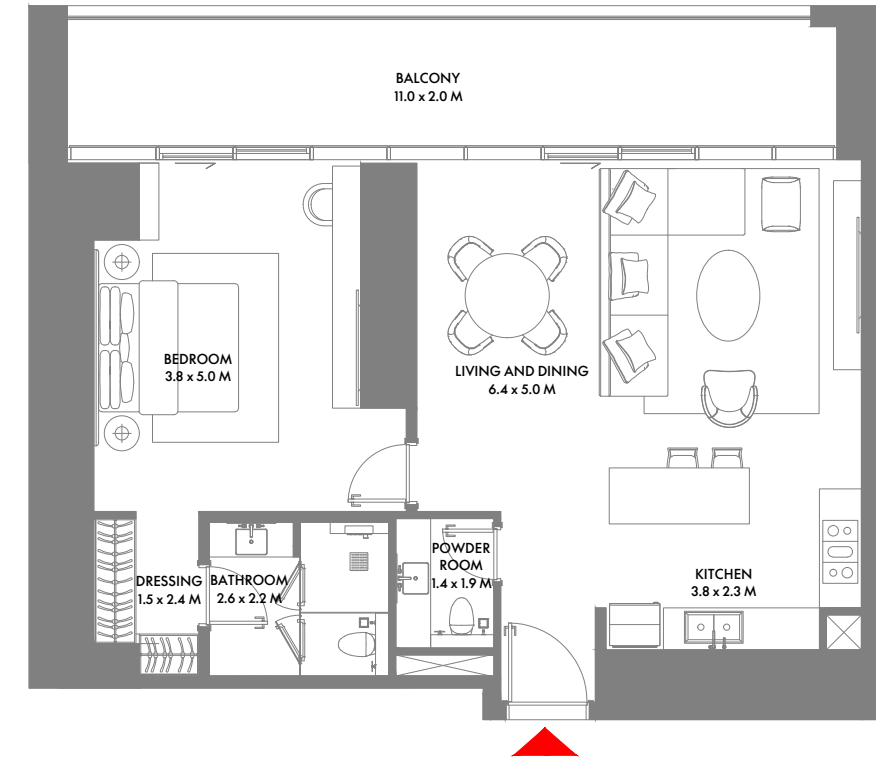 BALCONY
11.0 x 2.0 M
BEDROOM
3.8 x 5.0 M
LIVING AND DINING
6.4 x 5.0 M
POWDER
ROOM
1.4 x 1.9 M
DRESSING
1.5 x 2.4 M
BATHROOM
2.6 x 2.2 M
KITCHEN
3.8 x 2.3 M